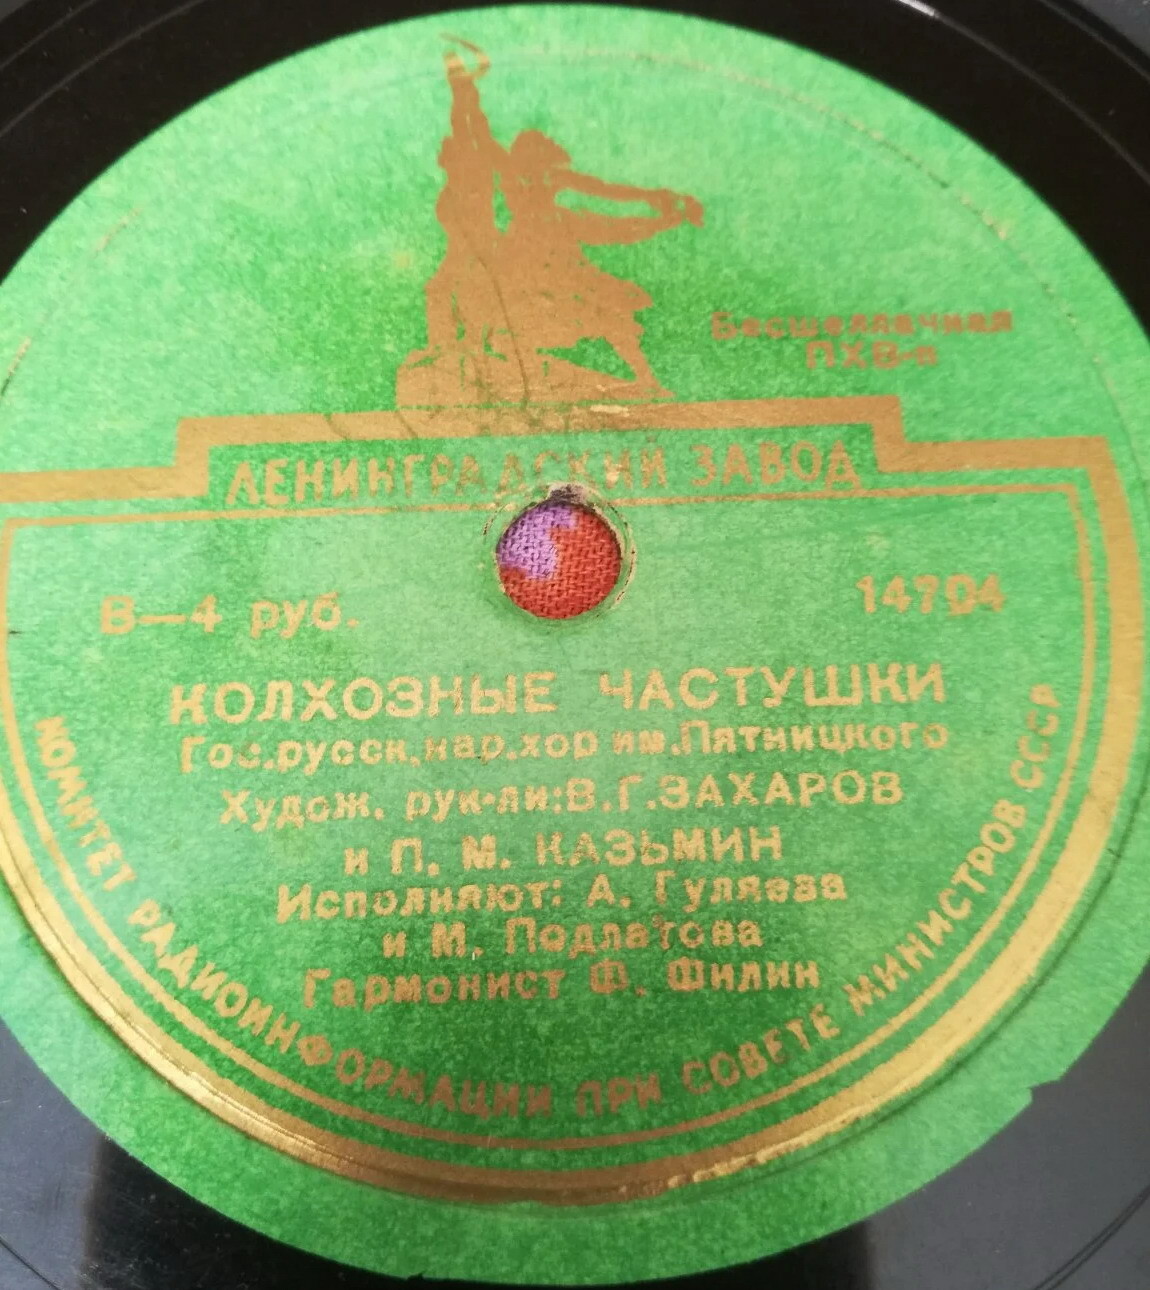 Бесшеллачная
ПХВ-п
ЛЕНИНГРАДСКИЙ ЗАВОД
В—4 руб.
14704
КОЛХОЗНЫЕ ЧАСТУШКИ
Гос.русск.нар.хор им.Пятницкого
Худож. рук-ли:В.Г.ЗАХАРОВ
и П. М. КАЗЬМИН
Исполняют: А. Гуляева
и М. Подлатова
Гармонист Ф. Филин
КОМИТЕТ РАДИОИНФОРМАЦИИ ПРИ СОВЕТЕ МИНИСТРОВ СССР